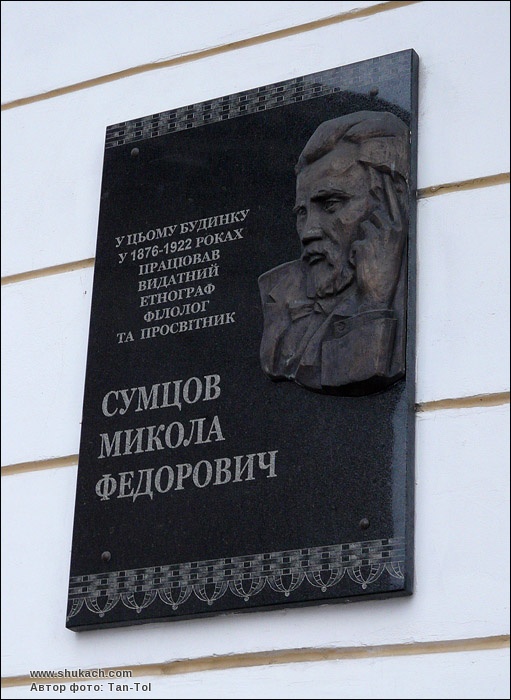 У ЦЬОМУ БУДИНКУ
У 1876-1922 РОКАХ
ПРАЦЮВАВ
ВИДАТНИЙ
ЕТНОГРАФ
ФІЛОЛОГ
ТА ПРОСВІТНИК
СУМЦОВ
МИКОЛА
ФЕДОРОВИЧ
www.shukach.com
Автор фото: Tan-Tol